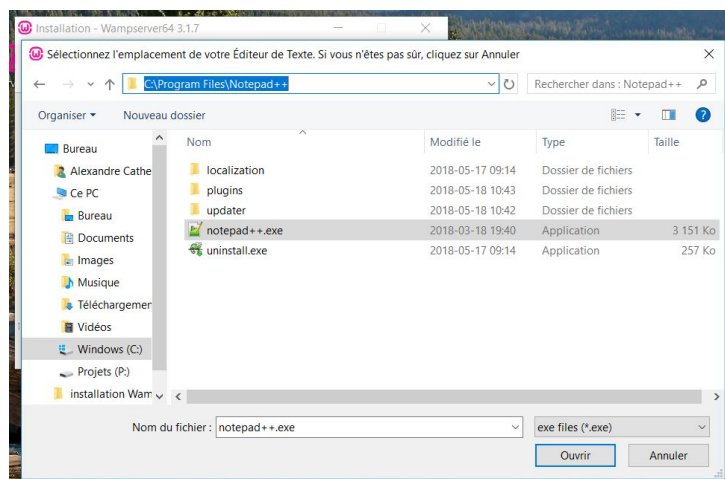 Installation - Wampserver64 3.1.7
Sélectionnez l'emplacement de votre Éditeur de Texte. Si vous n'êtes pas sûr, cliquez sur Annuler
C:\Program Files\Notepad++
Rechercher dans : Notepad++
Organiser
Nouveau dossier
Nom Modifié le Type Taille
Bureau
Alexandre Cathe
Ce PC
Bureau
Documents
Images
Musique
Téléchargemen
Vidéos
Windows (C:)
Projets (P:)
installation Wam
localization 2018-05-17 09:14 Dossier de fichiers
plugins 2018-05-18 10:43 Dossier de fichiers
updater 2018-05-18 10:42 Dossier de fichiers
notepad++.exe 2018-03-18 19:40 Application 3 151 Ko
uninstall.exe 2018-05-17 09:14 Application 257 Ko
Nom du fichier : notepad++.exe
exe files (*.exe)
Ouvrir Annuler